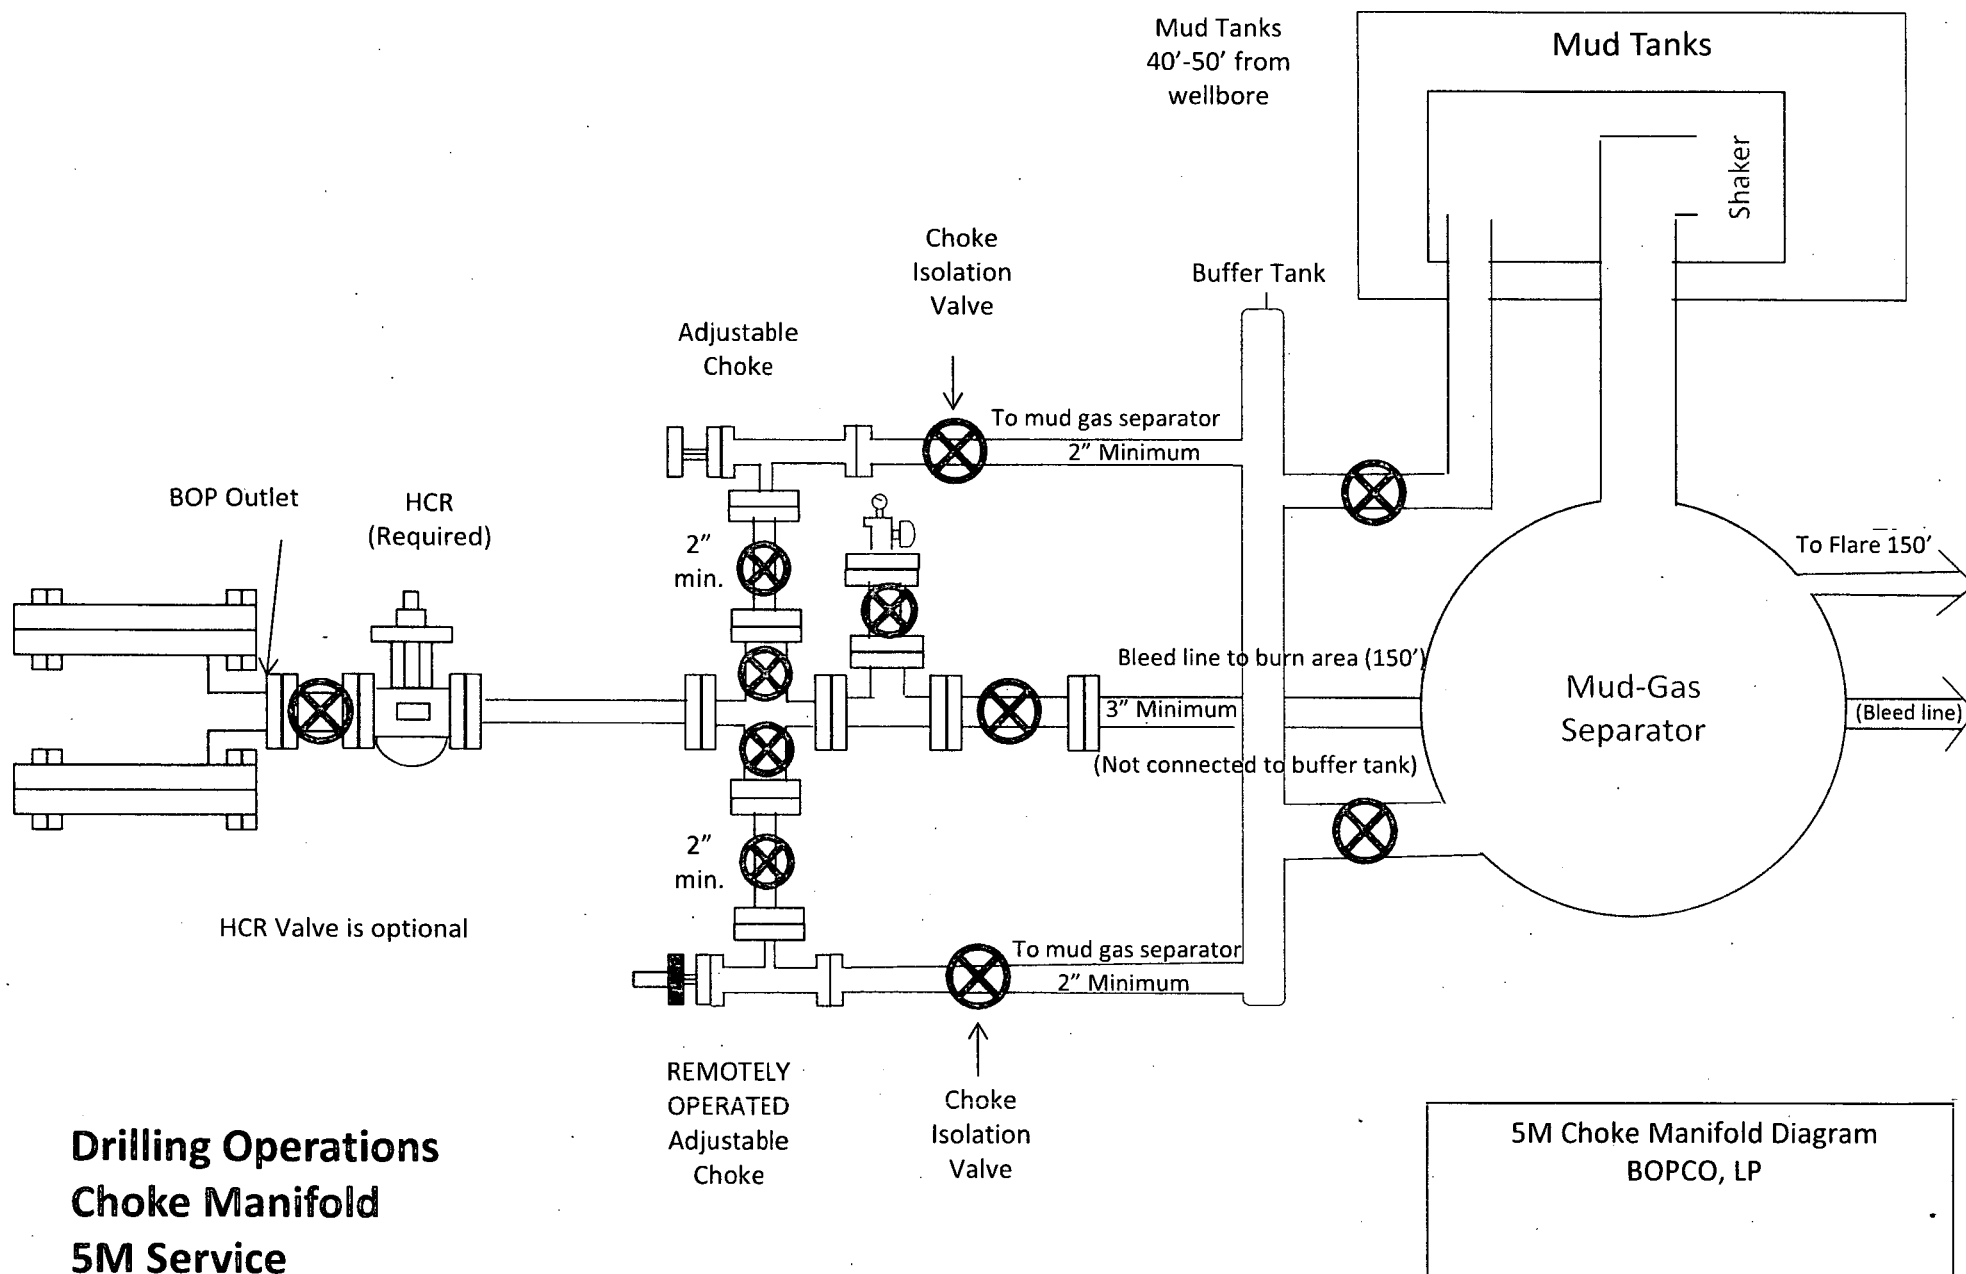 Mud Tanks
40'-50' from
wellbore
Mud Tanks
Shaker
Choke
Isolation
Valve
Buffer Tank
Adjustable
Choke
To mud gas separator
2" Minimum
BOP Outlet
HCR
(Required)
2"
min.
To Flare 150'
Bleed line to burn area (150')
3" Minimum
(Not connected to buffer tank)
Mud-Gas
Separator
(Bleed line)
2"
min.
HCR Valve is optional
To mud gas separator
2" Minimum
REMOTELY
OPERATED
Adjustable
Choke
Choke
Isolation
Valve
Drilling Operations
Choke Manifold
5M Service
5M Choke Manifold Diagram
BOPCO, LP